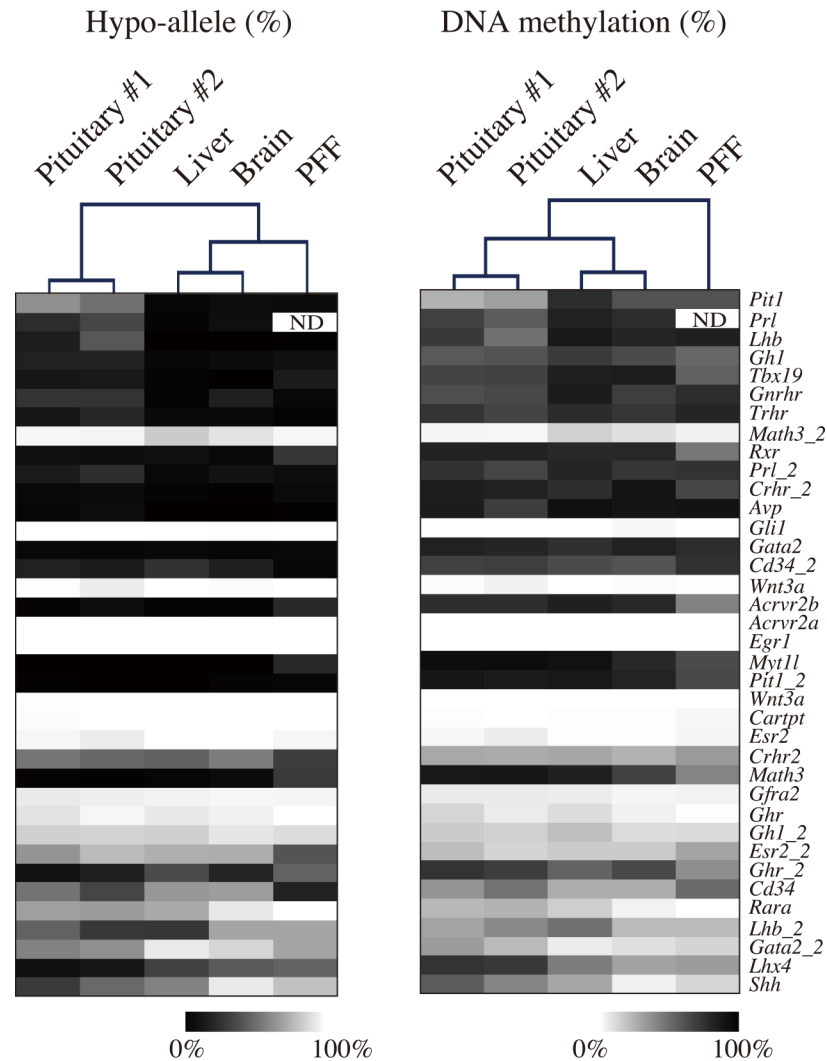 Hypo-allele (%) DNA methylation (%)
Pituitary #1 Pituitary #2 Liver Brain PFF Pituitary #1 Pituitary #2 Liver Brain PFF
Pit1
ND ND Prl
Lhb
Gh1
Tbx19
Gnrhr
Trhr
Math3_2
Rxr
Prl_2
Crhr_2
Avp
Gli1
Gata2
Cd34_2
Wnt3a
Acrvr2b
Acrvr2a
Egr1
Myt1l
Pit1_2
Wnt3a
Cartpt
Esr2
Crhr2
Math3
Gfra2
Ghr
Gh1_2
Esr2_2
Ghr_2
Cd34
Rara
Lhb_2
Gata2_2
Lhx4
Shh
0% 100% 0% 100%